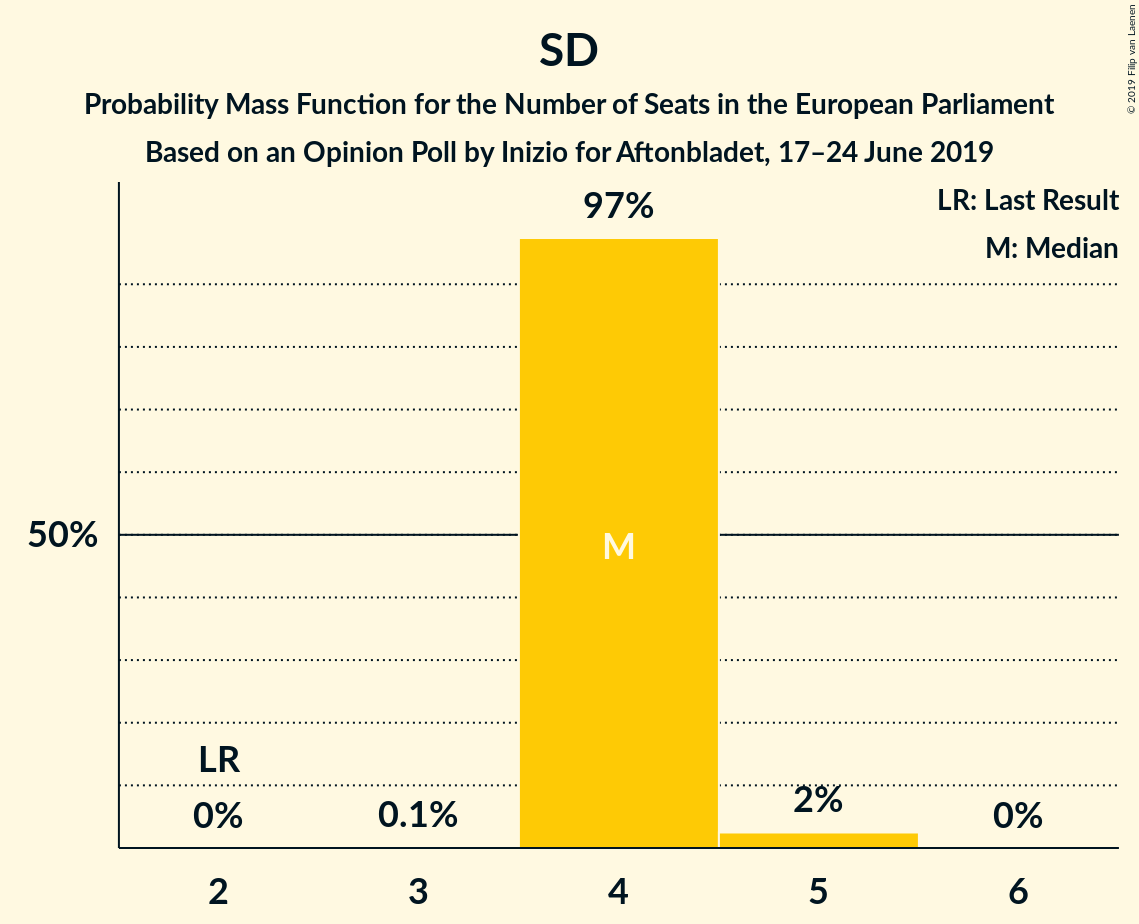 SD
Probability Mass Function for the Number of Seats in the European Parliament
Based on an Opinion Poll by Inizio for Aftonbladet, 17–24 June 2019
© 2019 Filip van Laenen
LR: Last Result
M: Median
97%
50%
M
LR
0%
0.1%
2%
0%
2
3
4
5
6